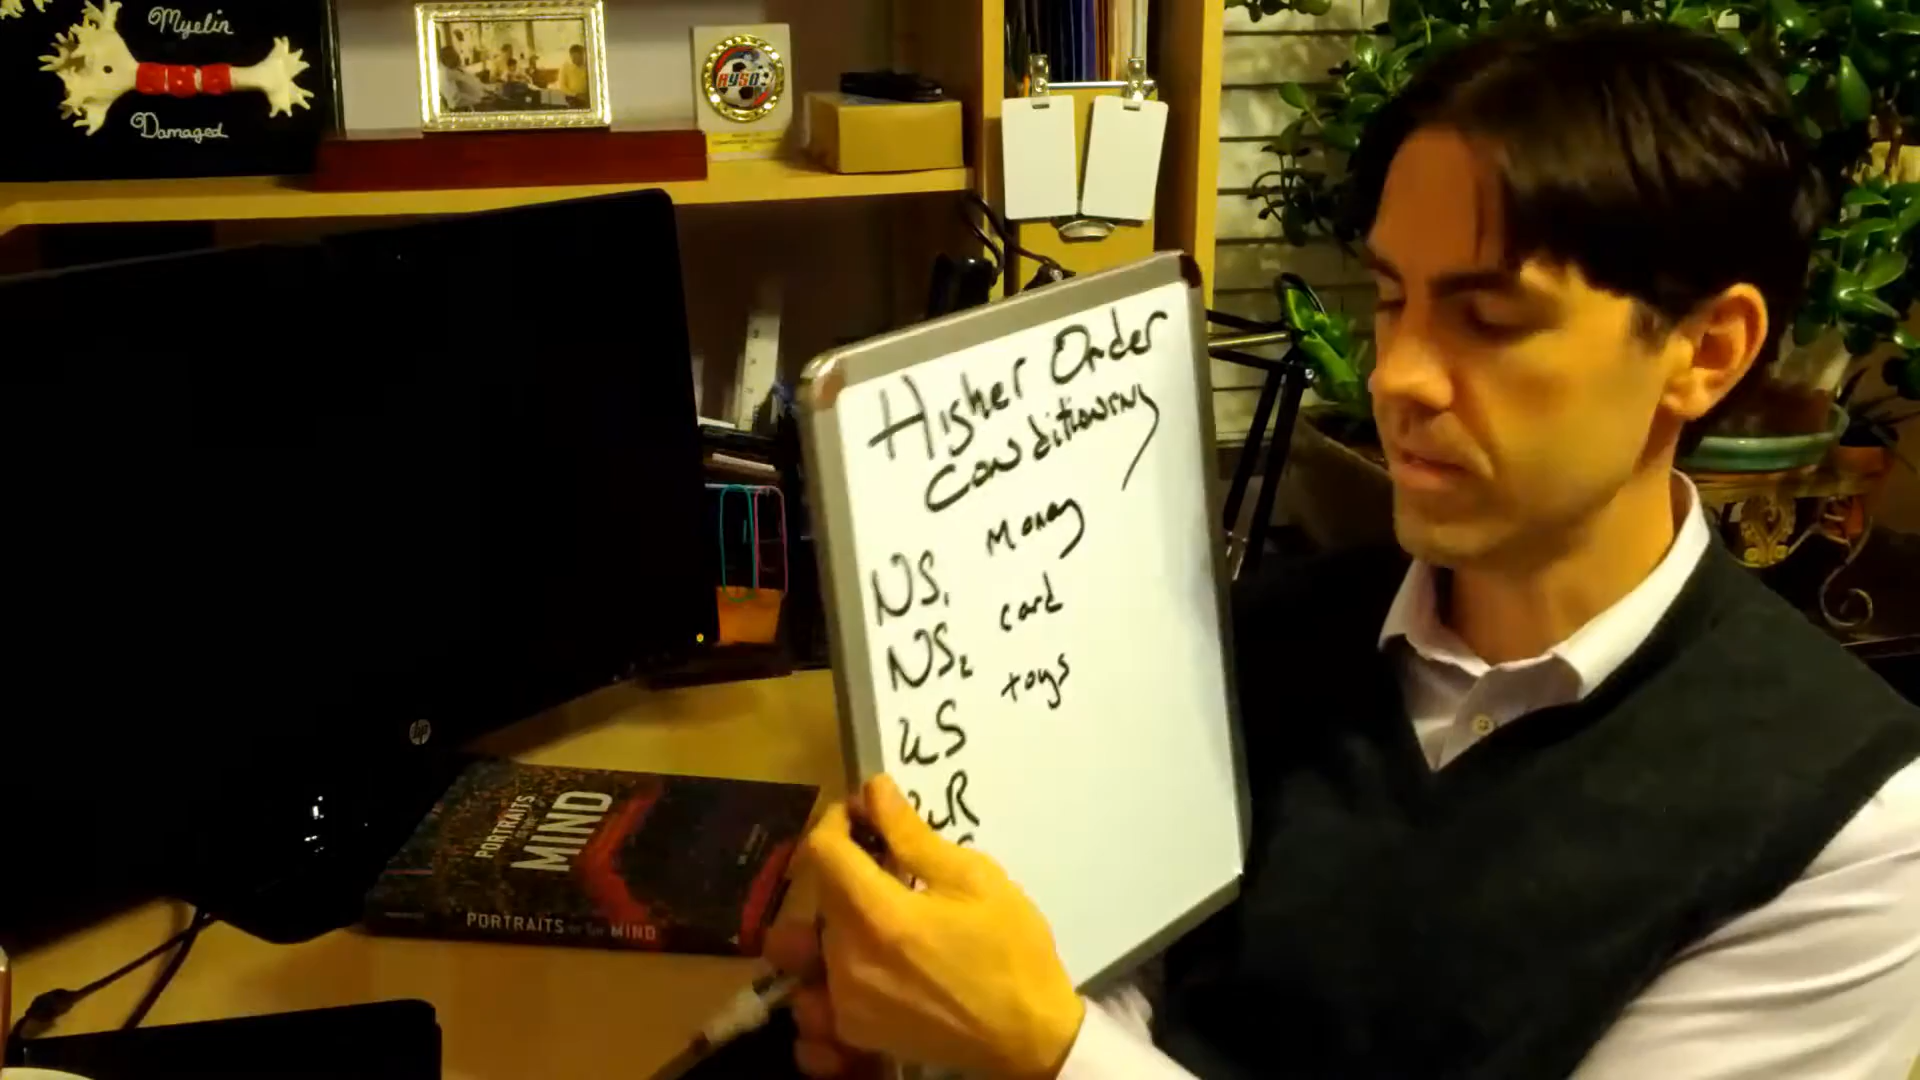 Myelin
Damaged
AYSO
Higher Order
Conditioning
NS1 Money
NS2 card
US toys
UR
hp
PORTRAITS
MIND
PORTRAITS OF THE MIND